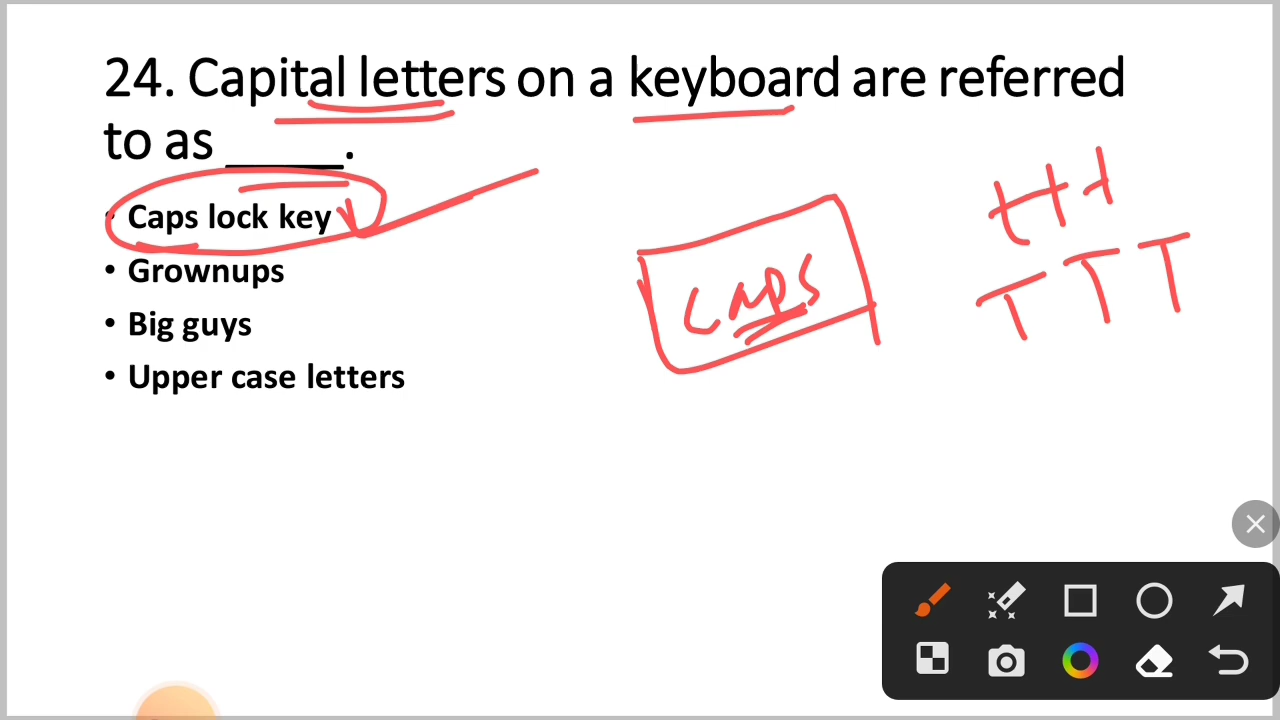 24. Capital letters on a keyboard are referred
to as _____.
• Caps lock key
• Grownups
• Big guys
• Upper case letters
CAPS
t t t
T T T